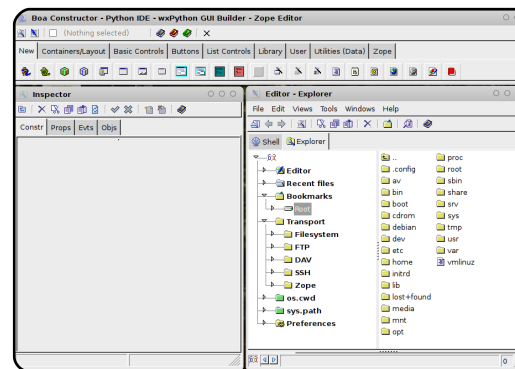 Boa Constructor - Python IDE - wxPython GUI Builder - Zope Editor
(Nothing selected)
New Containers/Layout Basic Controls Buttons List Controls Library User Utilities (Data) Zope
Inspector
Constr Props Evts Objs
Editor - Explorer
File Edit Views Tools Windows Help
Shell Explorer
Editor
Recent files
Bookmarks
Root
Transport
Filesystem
FTP
DAV
SSH
Zope
os.cwd
sys.path
Preferences
..
.config
av
bin
boot
cdrom
debian
dev
etc
home
initrd
lib
lost+found
media
mnt
opt
proc
root
sbin
share
srv
sys
tmp
usr
var
vmlinuz
0